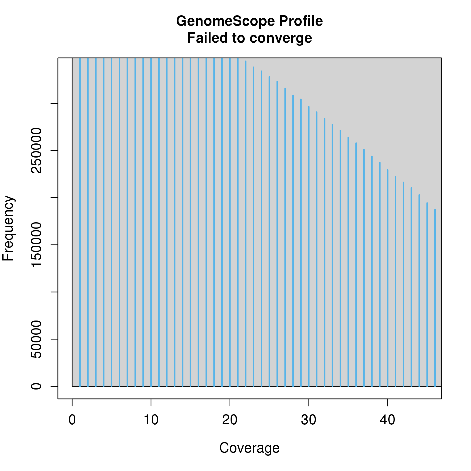 GenomeScope Profile
Failed to converge
Frequency
250000
150000
50000
0
0 10 20 30 40
Coverage